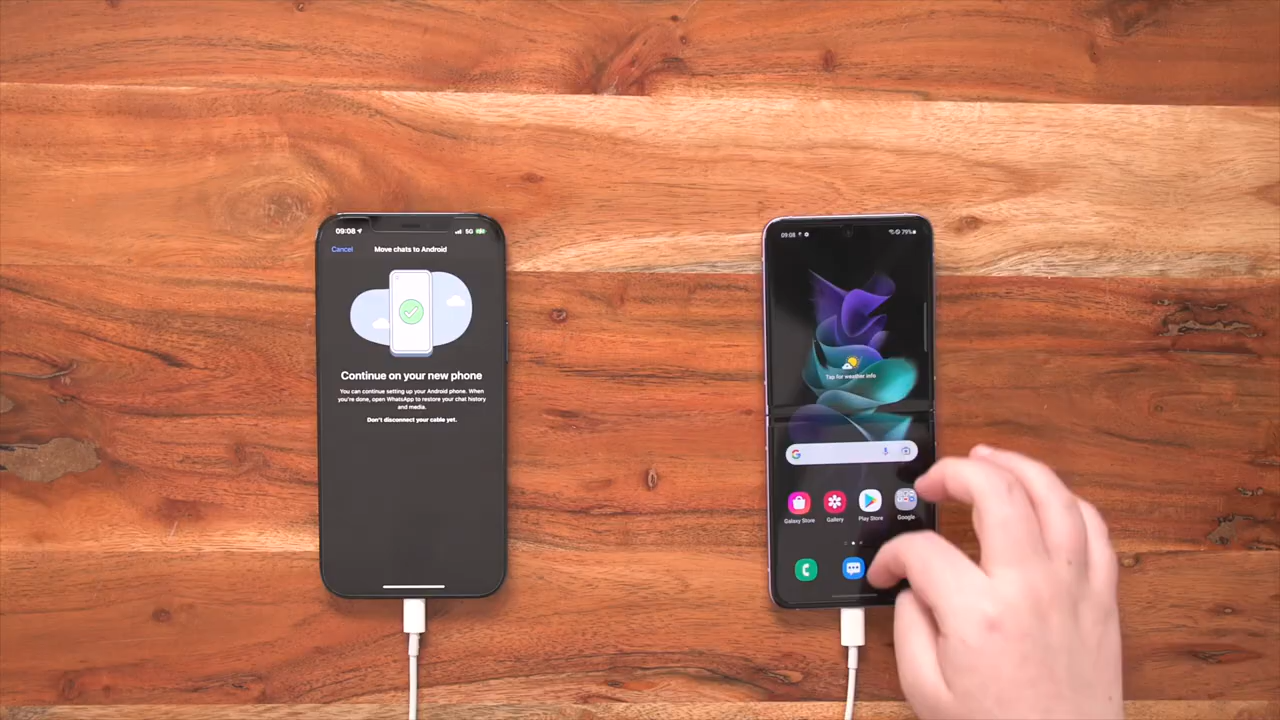 09:08
5G
Cancel
Move chats to Android
Continue on your new phone
You can continue setting up your Android phone. When
you're done, open WhatsApp to restore your chat history
and media.
Don't disconnect your cable yet.
09:08
79%
Tap for weather info
G
Galaxy Store
Gallery
Play Store
Google